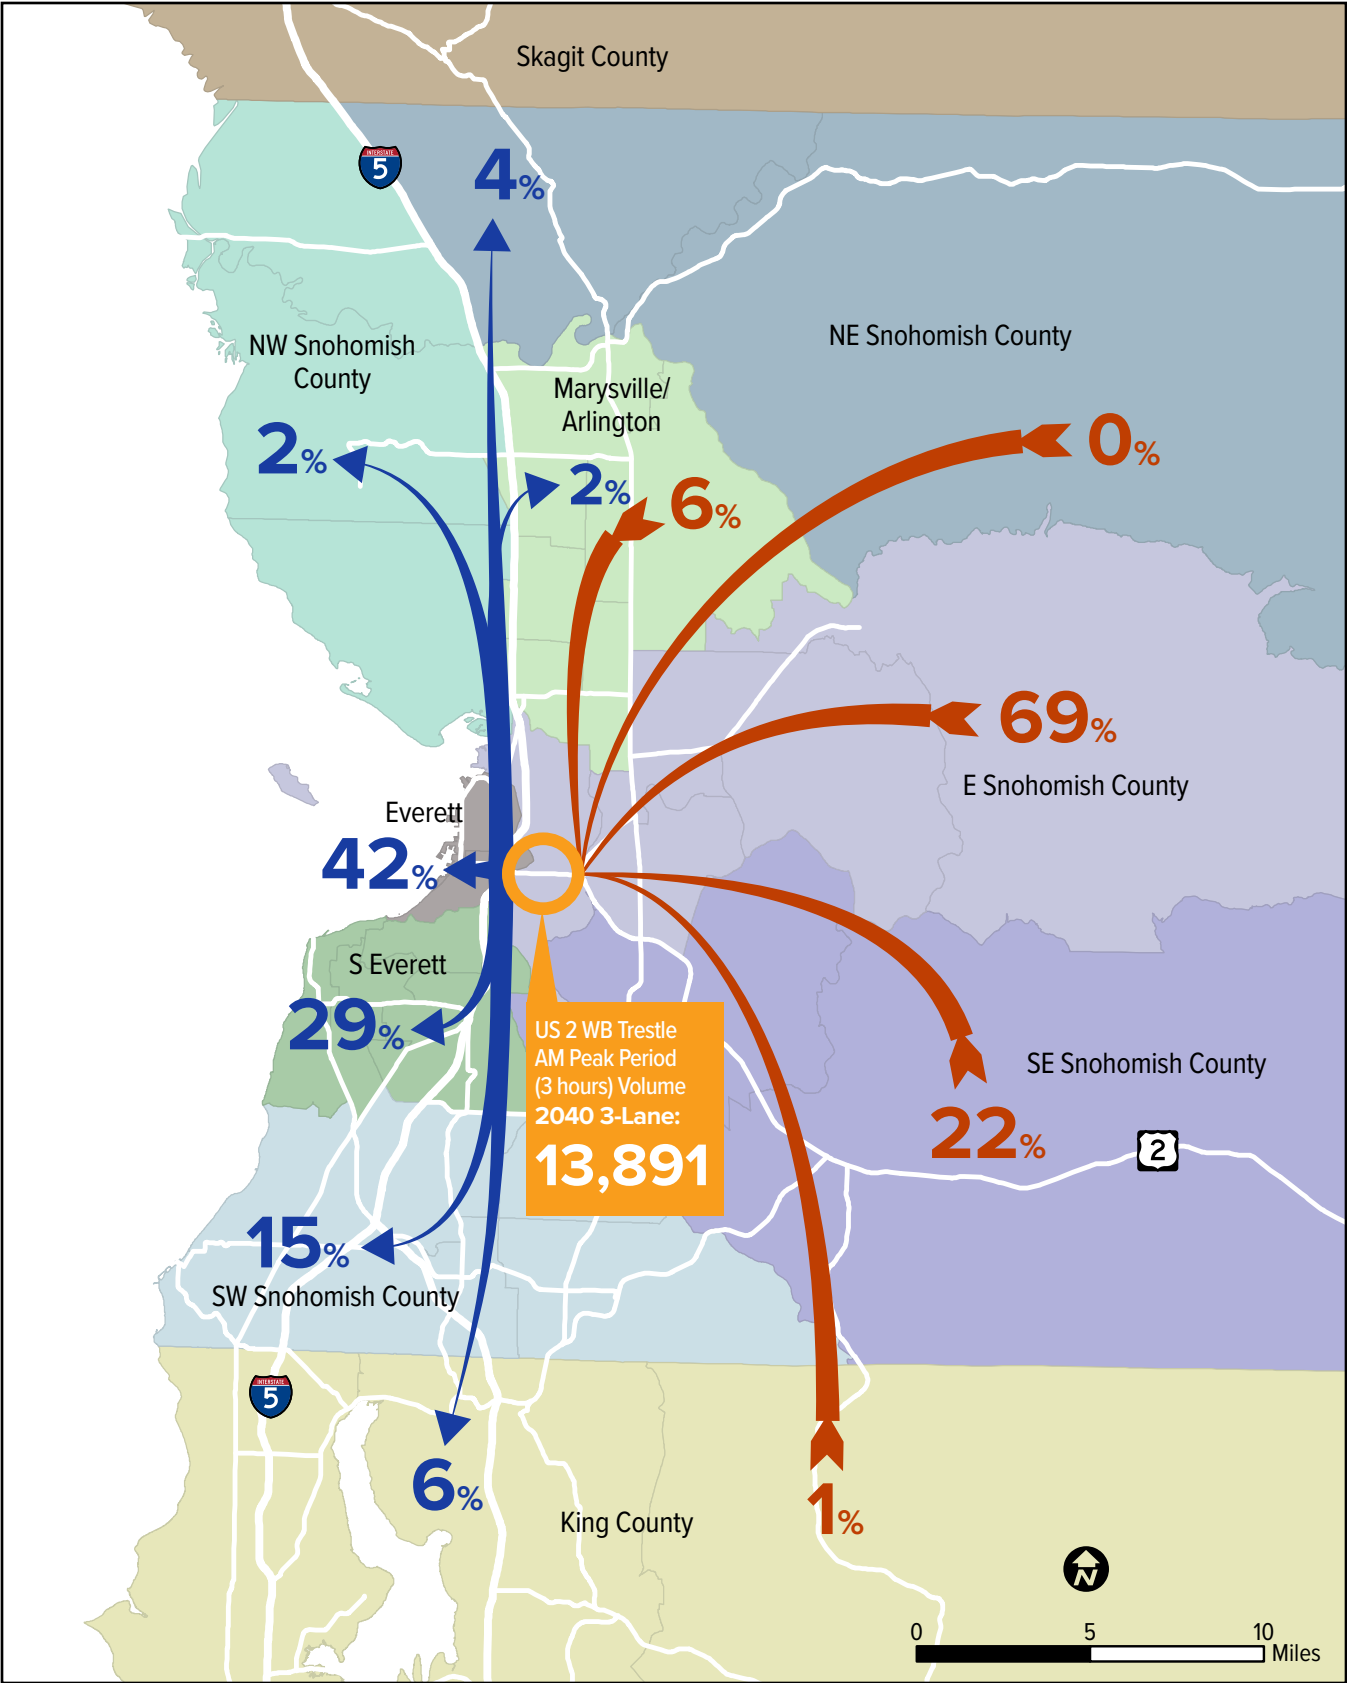 Skagit County
INTERSTATE
5
4%
NE Snohomish County
NW Snohomish
County
Marysville/
Arlington
2%
2%
6%
0%
69%
E Snohomish County
Everett
42%
S Everett
29%
US 2 WB Trestle
AM Peak Period
(3 hours) Volume
2040 3-Lane:
13,891
SE Snohomish County
22%
2
15%
SW Snohomish County
INTERSTATE
5
6%
1%
King County
N
0 5 10
Miles